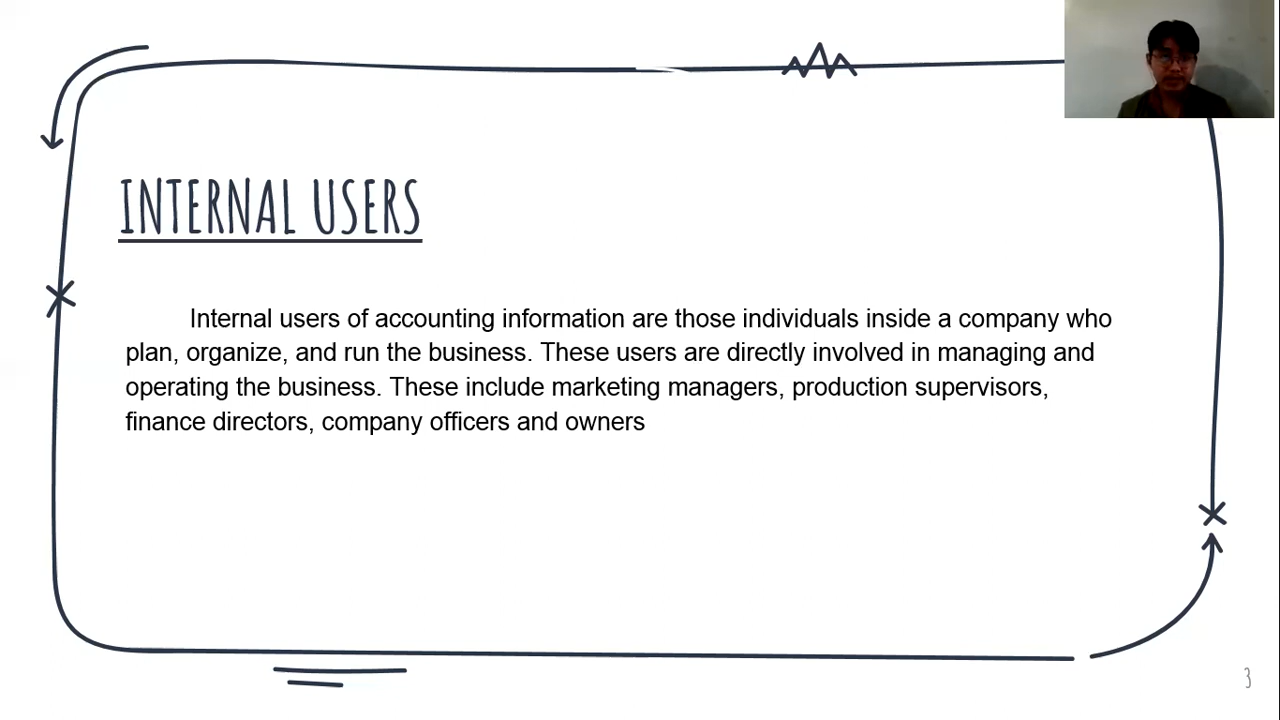 INTERNAL USERS
Internal users of accounting information are those individuals inside a company who
plan, organize, and run the business. These users are directly involved in managing and
operating the business. These include marketing managers, production supervisors,
finance directors, company officers and owners
3